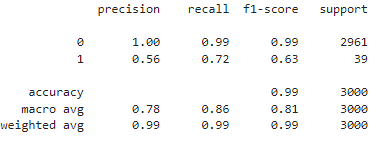 precision recall f1-score support
0 1.00 0.99 0.99 2961
1 0.56 0.72 0.63 39
accuracy 0.99 3000
macro avg 0.78 0.86 0.81 3000
weighted avg 0.99 0.99 0.99 3000